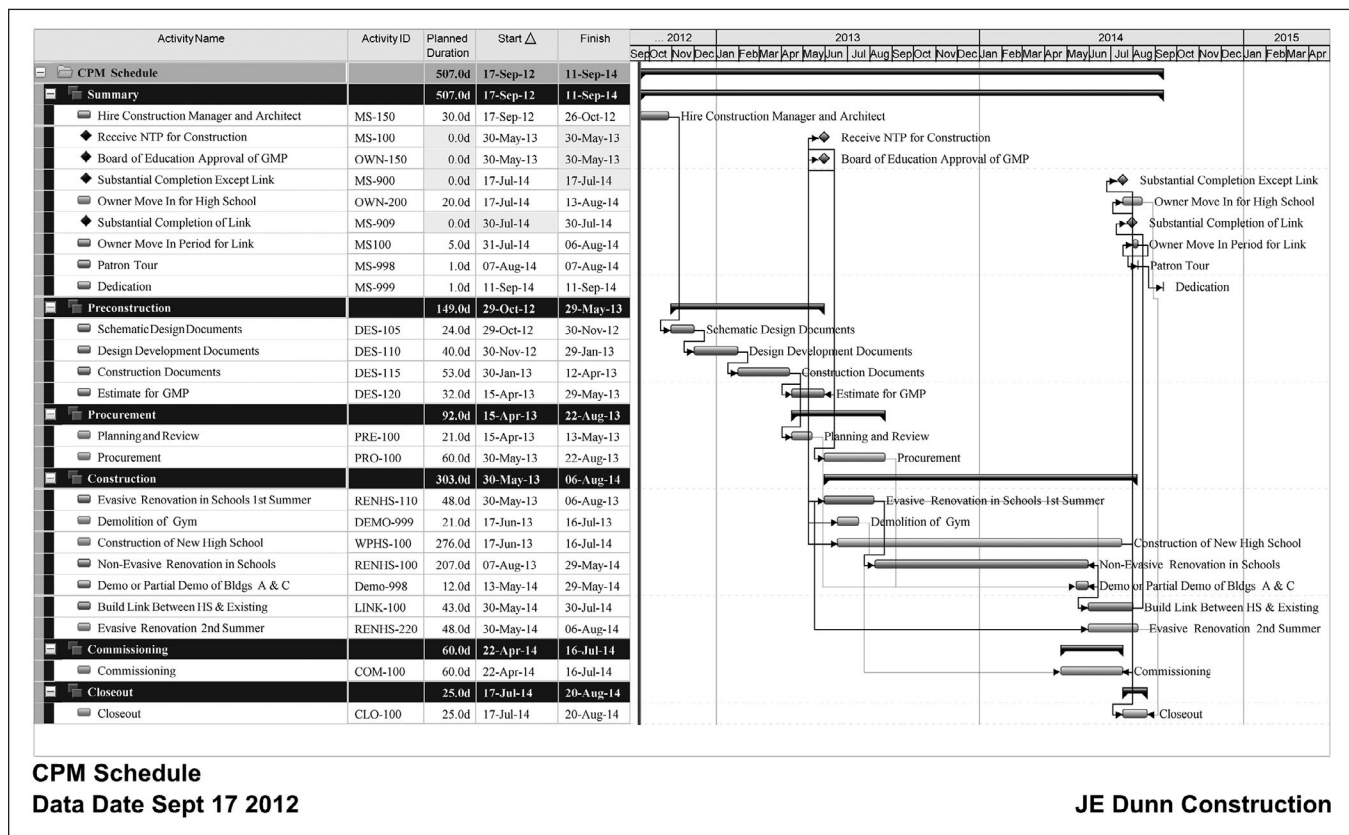 Activity Name Activity ID Planned Duration Start Finish ... 2012 2013 2014 2015
Sep Oct Nov Dec Jan Feb Mar Apr May Jun Jul Aug Sep Oct Nov Dec Jan Feb Mar Apr May Jun Jul Aug Sep Oct Nov Dec Jan Feb Mar Apr
CPM Schedule 507.0d 17-Sep-12 11-Sep-14
Summary 507.0d 17-Sep-12 11-Sep-14
Hire Construction Manager and Architect MS-150 30.0d 17-Sep-12 26-Oct-12 Hire Construction Manager and Architect
Receive NTP for Construction MS-100 0.0d 30-May-13 30-May-13 Receive NTP for Construction
Board of Education Approval of GMP OWN-150 0.0d 30-May-13 30-May-13 Board of Education Approval of GMP
Substantial Completion Except Link MS-900 0.0d 17-Jul-14 17-Jul-14 Substantial Completion Except Link
Owner Move In for High School OWN-200 20.0d 17-Jul-14 13-Aug-14 Owner Move In for High School
Substantial Completion of Link MS-909 0.0d 30-Jul-14 30-Jul-14 Substantial Completion of Link
Owner Move In Period for Link MS100 5.0d 31-Jul-14 06-Aug-14 Owner Move In Period for Link
Patron Tour MS-998 1.0d 07-Aug-14 07-Aug-14 Patron Tour
Dedication MS-999 1.0d 11-Sep-14 11-Sep-14 Dedication
Preconstruction 149.0d 29-Oct-12 29-May-13
Schematic Design Documents DES-105 24.0d 29-Oct-12 30-Nov-12 Schematic Design Documents
Design Development Documents DES-110 40.0d 30-Nov-12 29-Jan-13 Design Development Documents
Construction Documents DES-115 53.0d 30-Jan-13 12-Apr-13 Construction Documents
Estimate for GMP DES-120 32.0d 15-Apr-13 29-May-13 Estimate for GMP
Procurement 92.0d 15-Apr-13 22-Aug-13
Planning and Review PRE-100 21.0d 15-Apr-13 13-May-13 Planning and Review
Procurement PRO-100 60.0d 30-May-13 22-Aug-13 Procurement
Construction 303.0d 30-May-13 06-Aug-14
Evasive Renovation in Schools 1st Summer RENHS-110 48.0d 30-May-13 06-Aug-13 Evasive Renovation in Schools 1st Summer
Demolition of Gym DEMO-999 21.0d 17-Jun-13 16-Jul-13 Demolition of Gym
Construction of New High School WPHS-100 276.0d 17-Jun-13 16-Jul-14 Construction of New High School
Non-Evasive Renovation in Schools RENHS-100 207.0d 07-Aug-13 29-May-14 Non-Evasive Renovation in Schools
Demo or Partial Demo of Bldgs A & C Demo-998 12.0d 13-May-14 29-May-14 Demo or Partial Demo of Bldgs A & C
Build Link Between HS & Existing LINK-100 43.0d 30-May-14 30-Jul-14 Build Link Between HS & Existing
Evasive Renovation 2nd Summer RENHS-220 48.0d 30-May-14 06-Aug-14 Evasive Renovation 2nd Summer
Commissioning 60.0d 22-Apr-14 16-Jul-14
Commissioning COM-100 60.0d 22-Apr-14 16-Jul-14 Commissioning
Closeout 25.0d 17-Jul-14 20-Aug-14
Closeout CLO-100 25.0d 17-Jul-14 20-Aug-14 Closeout
CPM Schedule
Data Date Sept 17 2012 JE Dunn Construction